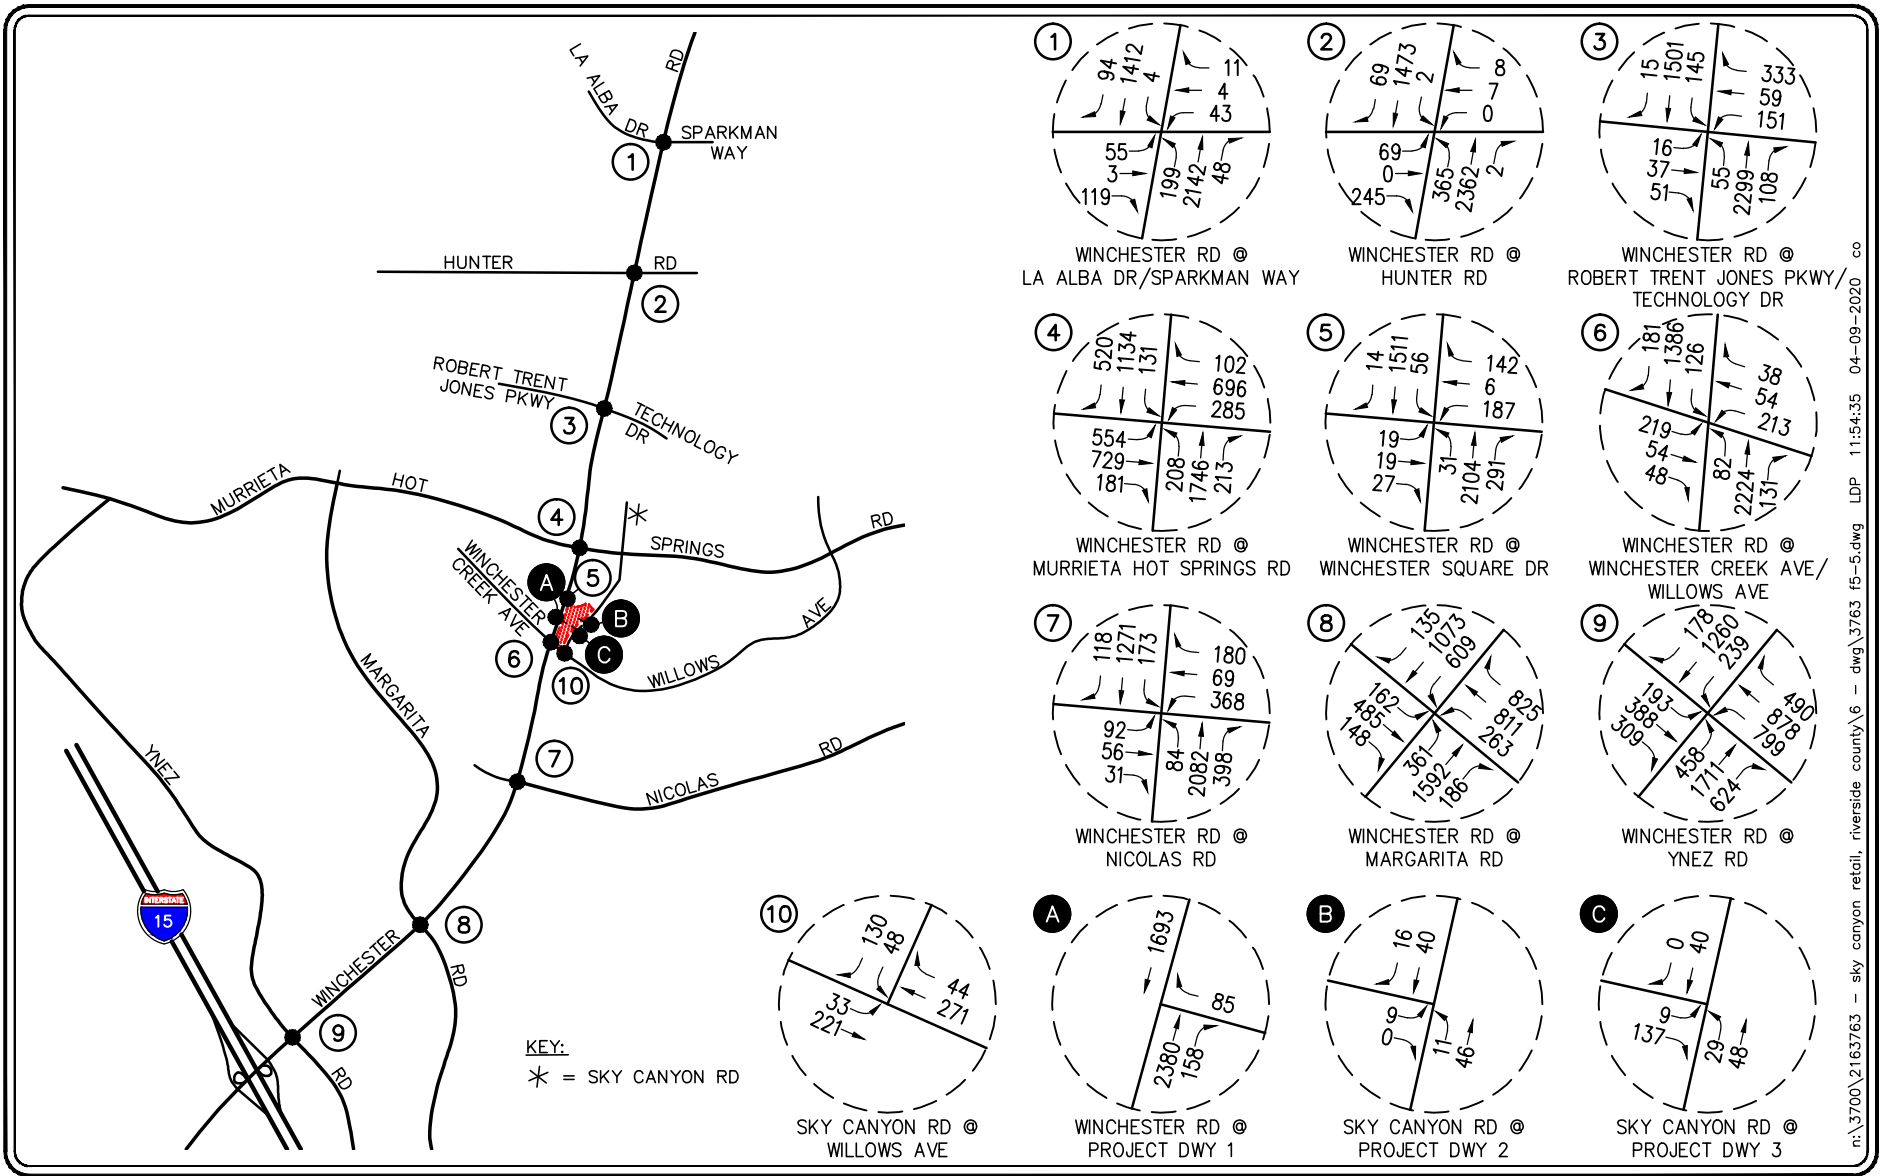 LA ALBA
DR
RD
SPARKMAN
WAY
1
HUNTER
RD
2
ROBERT TRENT
JONES PKWY
TECHNOLOGY
DR
3
MURRIETA
HOT
SPRINGS
RD
4
*
WINCHESTER
CREEK AVE
A
5
B
C
6
10
WILLOWS
AVE
MARGARITA
RD
YNEZ
RD
7
NICOLAS
RD
INTERSTATE
15
WINCHESTER
8
9
KEY:
* = SKY CANYON RD
1
94
1412
4
11
4
43
55
3
119
199
2142
48
WINCHESTER RD @
LA ALBA DR/SPARKMAN WAY
2
69
1473
2
8
7
0
69
0
245
365
2362
2
WINCHESTER RD @
HUNTER RD
3
15
1501
145
333
59
151
16
37
51
55
2299
108
WINCHESTER RD @
ROBERT TRENT JONES PKWY/
TECHNOLOGY DR
4
520
1134
131
102
696
285
554
729
181
208
1746
213
WINCHESTER RD @
MURRIETA HOT SPRINGS RD
5
14
1511
56
142
6
187
19
19
27
31
2104
291
WINCHESTER RD @
WINCHESTER SQUARE DR
6
181
1386
126
38
54
213
219
54
48
82
2224
131
WINCHESTER RD @
WINCHESTER CREEK AVE/
WILLOWS AVE
7
118
1271
173
180
69
368
92
56
31
84
2082
398
WINCHESTER RD @
NICOLAS RD
8
135
1073
609
825
811
263
162
485
148
361
1592
186
WINCHESTER RD @
MARGARITA RD
9
178
1260
239
490
878
799
193
388
309
458
1711
624
WINCHESTER RD @
YNEZ RD
10
130
48
44
271
33
221
SKY CANYON RD @
WILLOWS AVE
A
1693
85
2380
158
WINCHESTER RD @
PROJECT DWY 1
B
16
40
9
0
11
46
SKY CANYON RD @
PROJECT DWY 2
C
0
40
9
137
29
48
SKY CANYON RD @
PROJECT DWY 3
n:\3700\2163763 - sky canyon retail, riverside county\6 - dwg\3763 f5-5.dwg LDP 11:54:35 04-09-2020 co